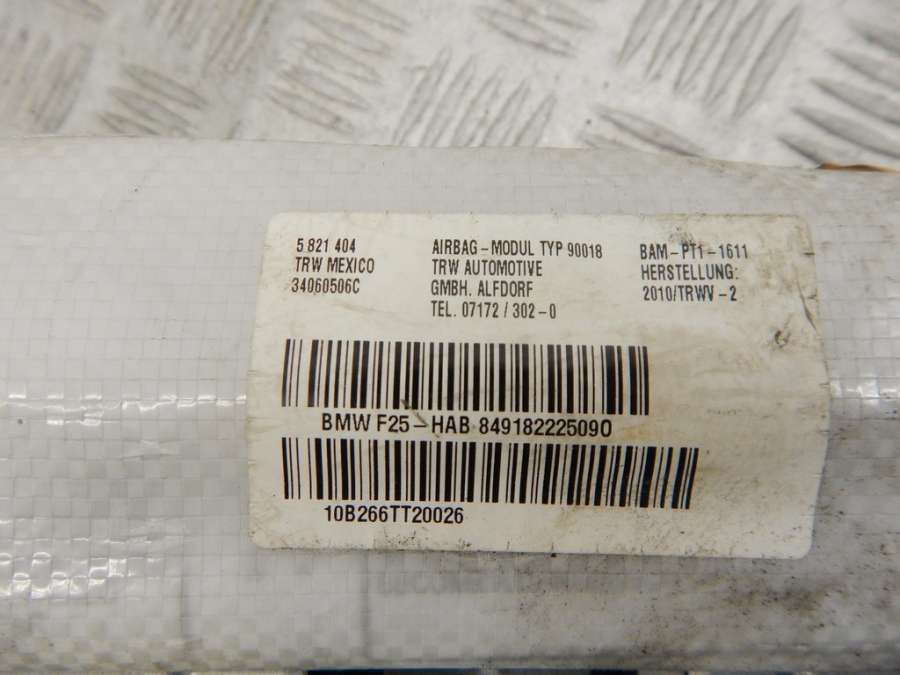 5 821 404
TRW MEXICO
34060506C
AIRBAG - MODUL TYP 90018
TRW AUTOMOTIVE
GMBH. ALFDORF
TEL. 07172 / 302 - 0
BAM - PT1 - 1611
HERSTELLUNG:
2010/TRWV - 2
BMW F25 - HAB 849182225090
10B266TT20026